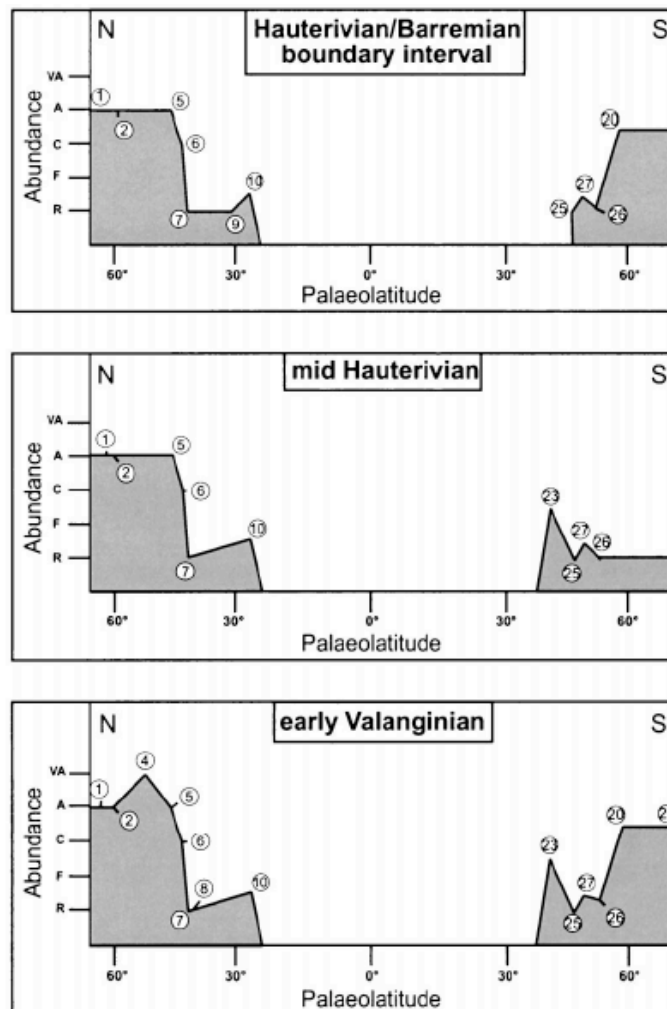 N
Hauterivian/Barremian
boundary interval
S
VA
A
C
F
R
Abundance
1
2
5
6
7
9
10
20
25
27
26
60°
30°
0°
30°
60°
Palaeolatitude
N
mid Hauterivian
S
VA
A
C
F
R
Abundance
1
2
5
6
7
10
23
25
27
26
60°
30°
0°
30°
60°
Palaeolatitude
N
early Valanginian
S
VA
A
C
F
R
Abundance
1
2
4
5
6
7
8
10
23
25
27
26
20
60°
30°
0°
30°
60°
Palaeolatitude